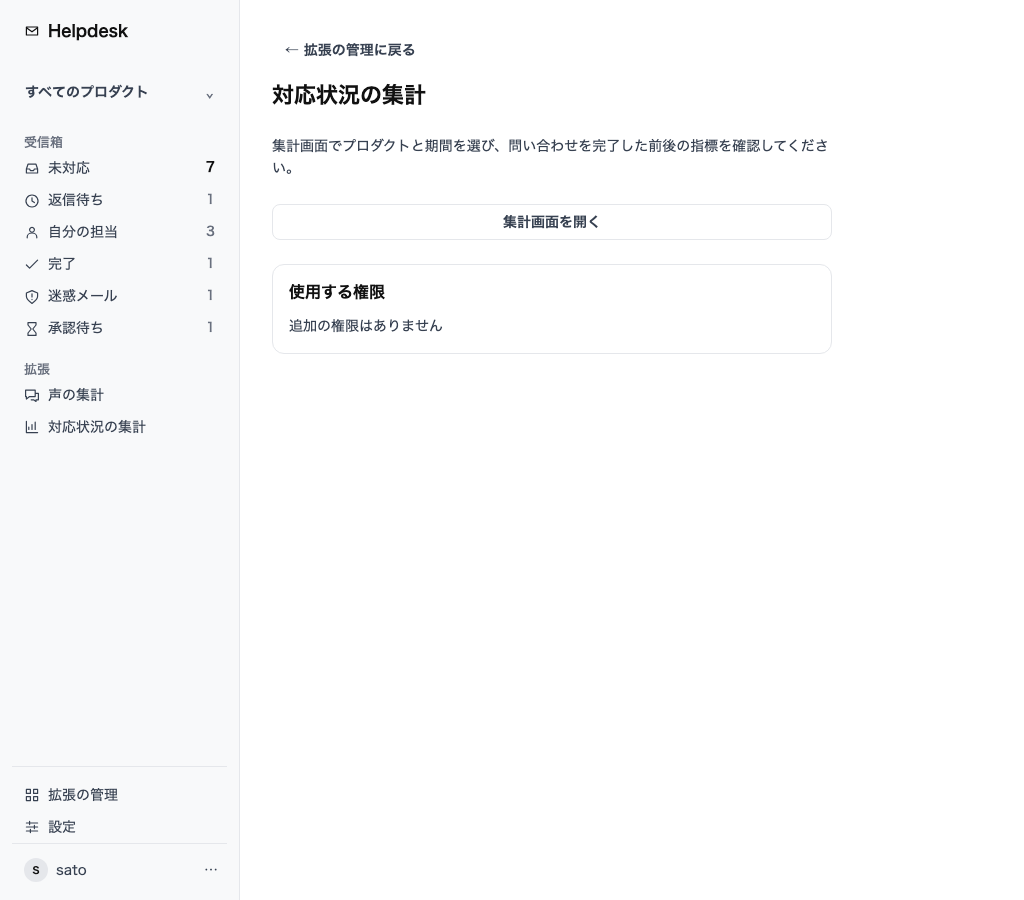 Helpdesk
すべてのプロダクト
受信箱
未対応 7
返信待ち 1
自分の担当 3
完了 1
迷惑メール 1
承認待ち 1
拡張
声の集計
対応状況の集計
拡張の管理
設定
S sato ...
← 拡張の管理に戻る
対応状況の集計
集計画面でプロダクトと期間を選び、問い合わせを完了した前後の指標を確認してくださ
い。
集計画面を開く
使用する権限
追加の権限はありません